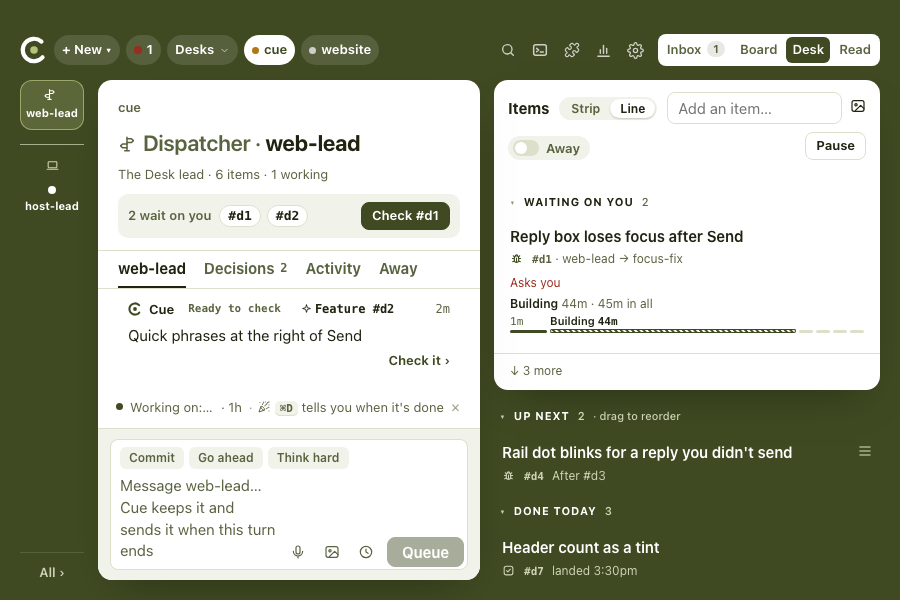 + New ▾ 1 Desks cue website
Inbox 1 Board Desk Read
web-lead
host-lead
All ›
cue
Dispatcher · web-lead
The Desk lead · 6 items · 1 working
2 wait on you #d1 #d2 Check #d1
web-lead Decisions 2 Activity Away
Cue Ready to check Feature #d2 2m
Quick phrases at the right of Send
Check it ›
Working on:... · 1h · ⌘D tells you when it's done ×
Commit Go ahead Think hard
Message web-lead...
Cue keeps it and
sends it when this turn
ends
Queue
Items Strip Line Add an item...
Away Pause
WAITING ON YOU 2
Reply box loses focus after Send
#d1 · web-lead → focus-fix
Asks you
Building 44m · 45m in all
1m Building 44m
↓ 3 more
UP NEXT 2 · drag to reorder
Rail dot blinks for a reply you didn't send
#d4 After #d3
DONE TODAY 3
Header count as a tint
#d7 landed 3:30pm